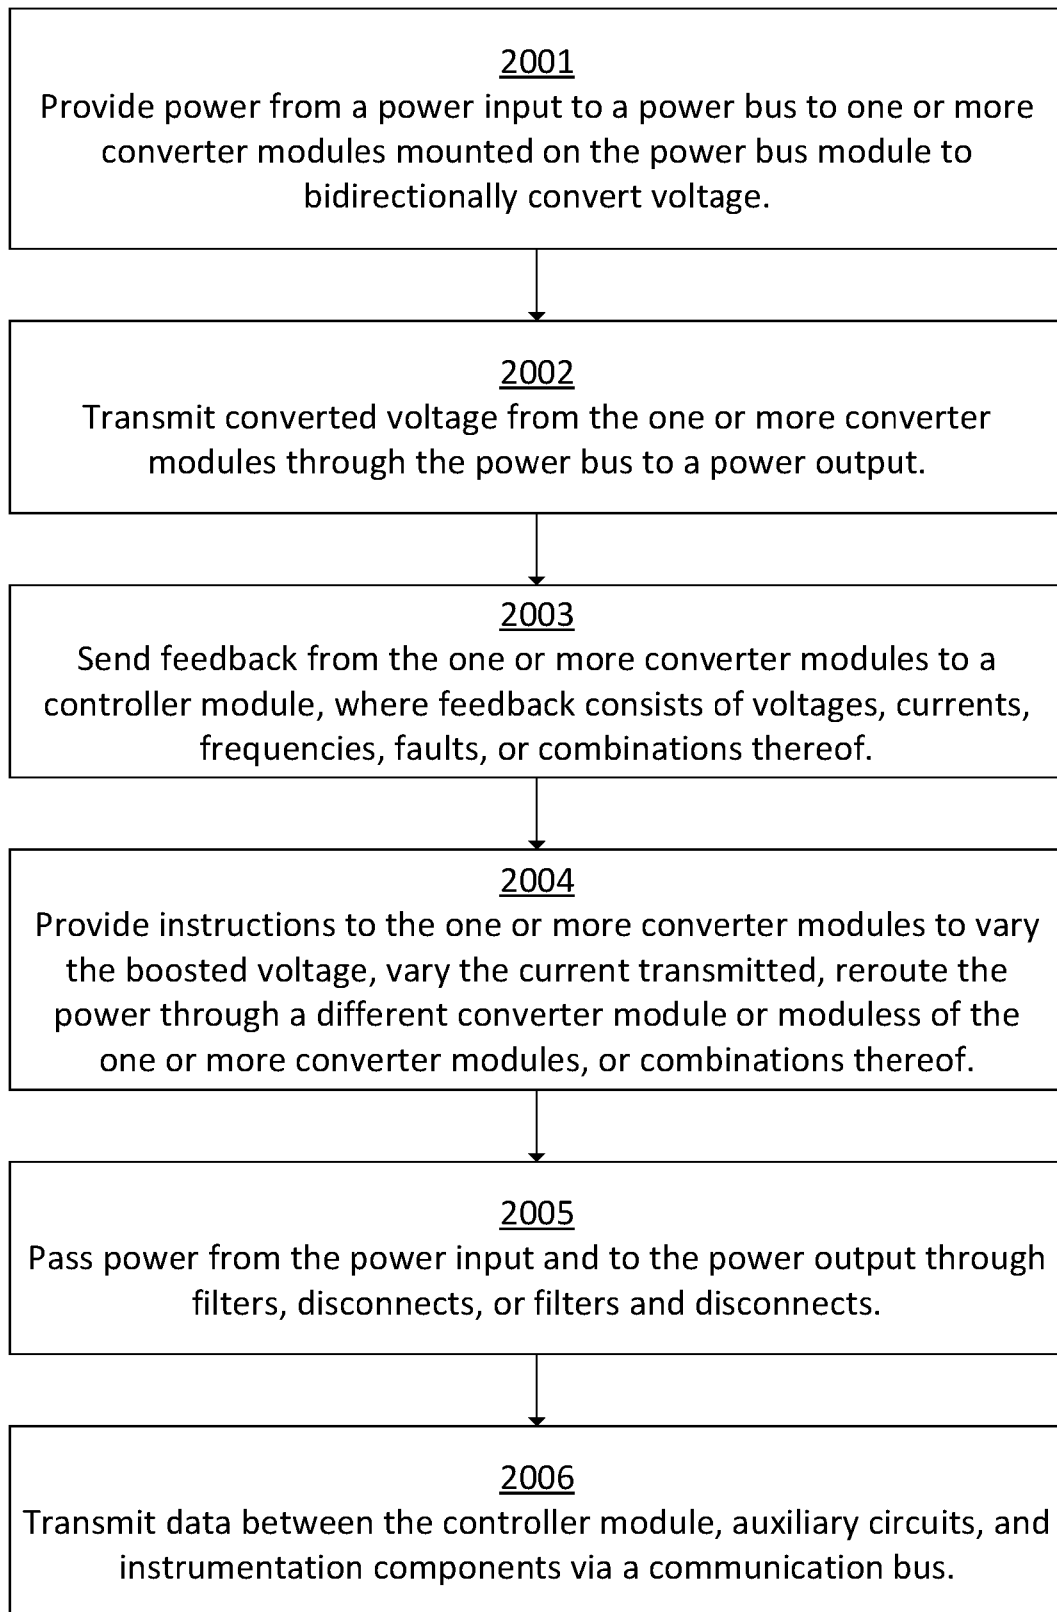 2001
Provide power from a power input to a power bus to one or more
converter modules mounted on the power bus module to
bidirectionally convert voltage.
2002
Transmit converted voltage from the one or more converter
modules through the power bus to a power output.
2003
Send feedback from the one or more converter modules to a
controller module, where feedback consists of voltages, currents,
frequencies, faults, or combinations thereof.
2004
Provide instructions to the one or more converter modules to vary
the boosted voltage, vary the current transmitted, reroute the
power through a different converter module or moduless of the
one or more converter modules, or combinations thereof.
2005
Pass power from the power input and to the power output through
filters, disconnects, or filters and disconnects.
2006
Transmit data between the controller module, auxiliary circuits, and
instrumentation components via a communication bus.